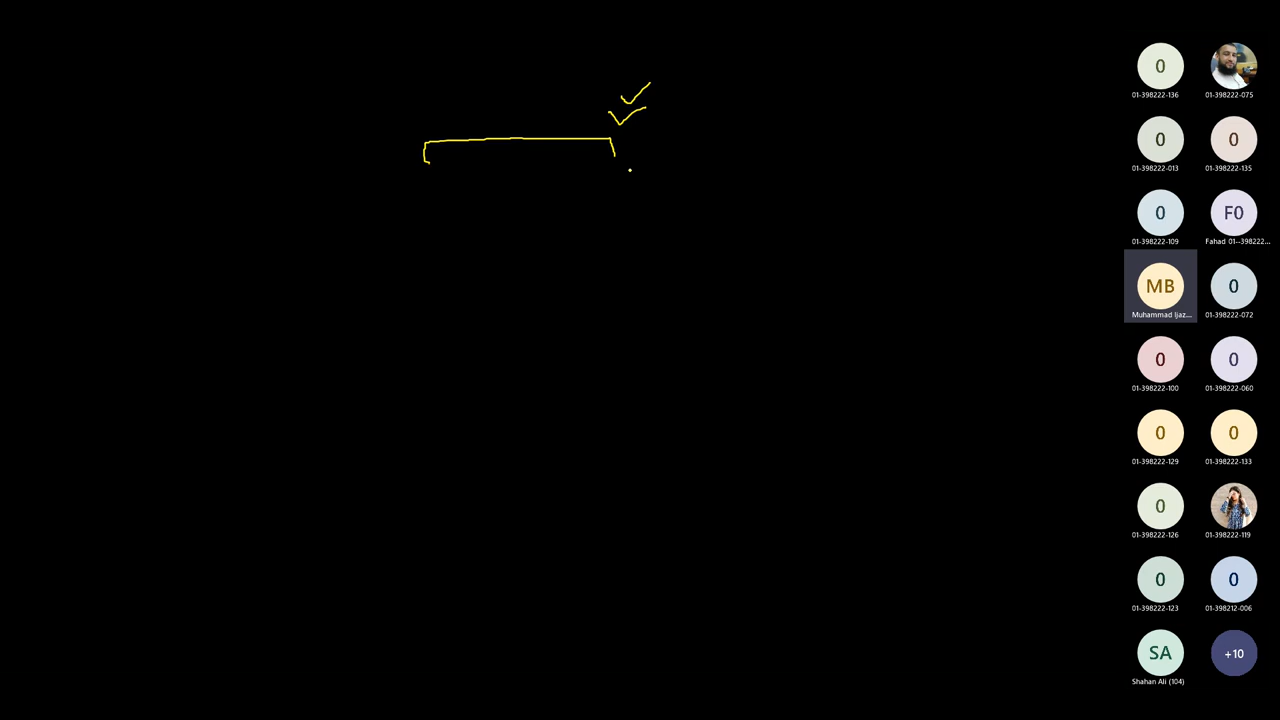 0
01-398222-136 01-398222-075
0 0
01-398222-013 01-398222-135
0 F0
01-398222-109 Fahad 01--398222...
MB 0
Muhammad Ijaz... 01-398222-072
0 0
01-398222-100 01-398222-060
0 0
01-398222-129 01-398222-133
0
01-398222-126 01-398222-119
0 0
01-398222-123 01-398212-006
SA +10
Shahan Ali (104)